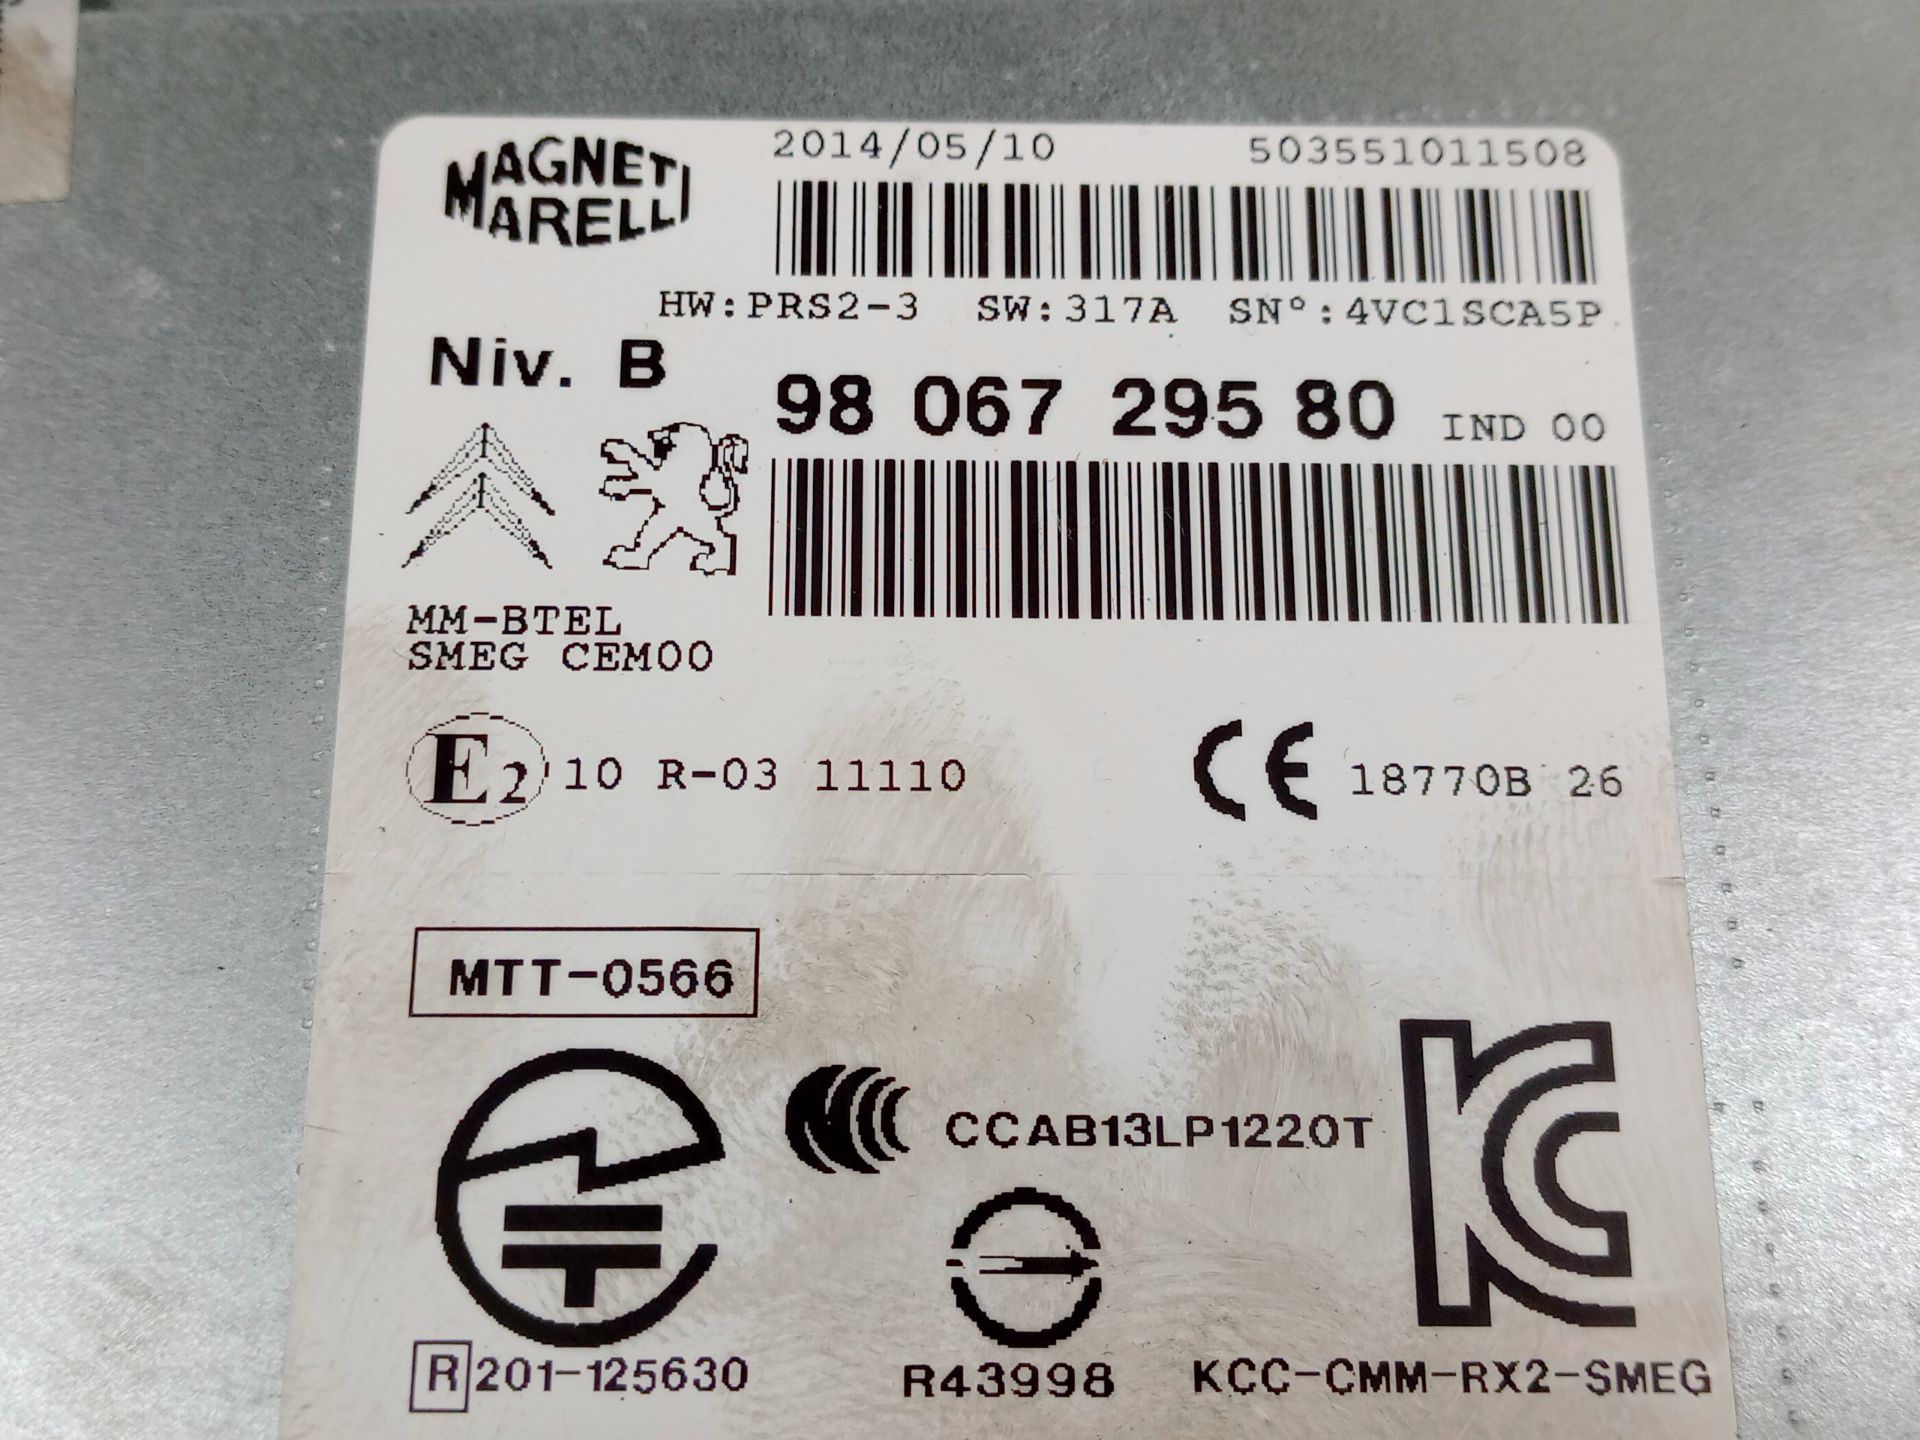 MAGNETI
MARELLI
2014/05/10 503551011508
HW:PRS2-3 SW:317A SN°:4VC1SCA5P
Niv. B
98 067 295 80 IND 00
MM-BTEL
SMEG CEM00
E2 10 R-03 11110
CE 18770B 26
MTT-0566
CCAB13LP1220T
KC
R 201-125630
R43998
KCC-CMM-RX2-SMEG